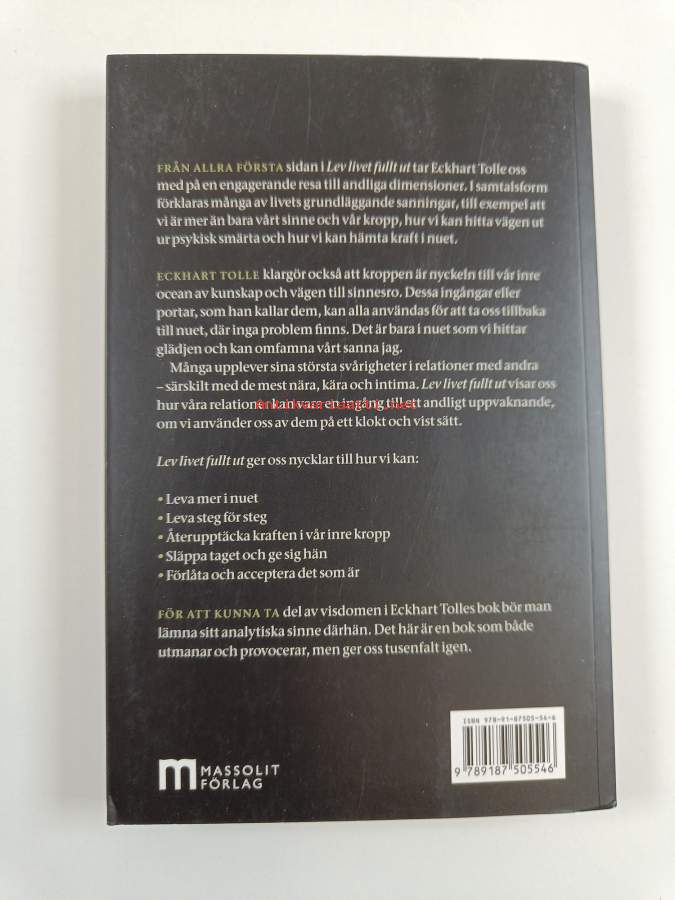 FRÅN ALLRA FÖRSTA sidan i Lev livet fullt ut tar Eckhart Tolle oss
med på en engagerande resa till andliga dimensioner. I samtalsform
förklaras många av livets grundläggande sanningar, till exempel att
vi är mer än bara vårt sinne och vår kropp, hur vi kan hitta vägen ut
ur psykisk smärta och hur vi kan hämta kraft i nuet.
ECKHART TOLLE klargör också att kroppen är nyckeln till vår inre
ocean av kunskap och vägen till sinnesro. Dessa ingångar eller
portar, som han kallar dem, kan alla användas för att ta oss tillbaka
till nuet, där inga problem finns. Det är bara i nuet som vi hittar
glädjen och kan omfamna vårt sanna jag.
Många upplever sina största svårigheter i relationer med andra
– särskilt med de mest nära, kära och intima. Lev livet fullt ut visar oss
hur våra relationer kan vara en ingång till ett andligt uppvaknande,
om vi använder oss av dem på ett klokt och vist sätt.
Lev livet fullt ut ger oss nycklar till hur vi kan:
• Leva mer i nuet
• Leva steg för steg
• Återupptäcka kraften i vår inre kropp
• Släppa taget och ge sig hän
• Förlåta och acceptera det som är
FÖR ATT KUNNA TA del av visdomen i Eckhart Tolles bok bör man
lämna sitt analytiska sinne därhän. Det här är en bok som både
utmanar och provocerar, men ger oss tusenfalt igen.
ISBN 978-91-87505-54-6
9 789187 505546
MASSOLIT
FÖRLAG